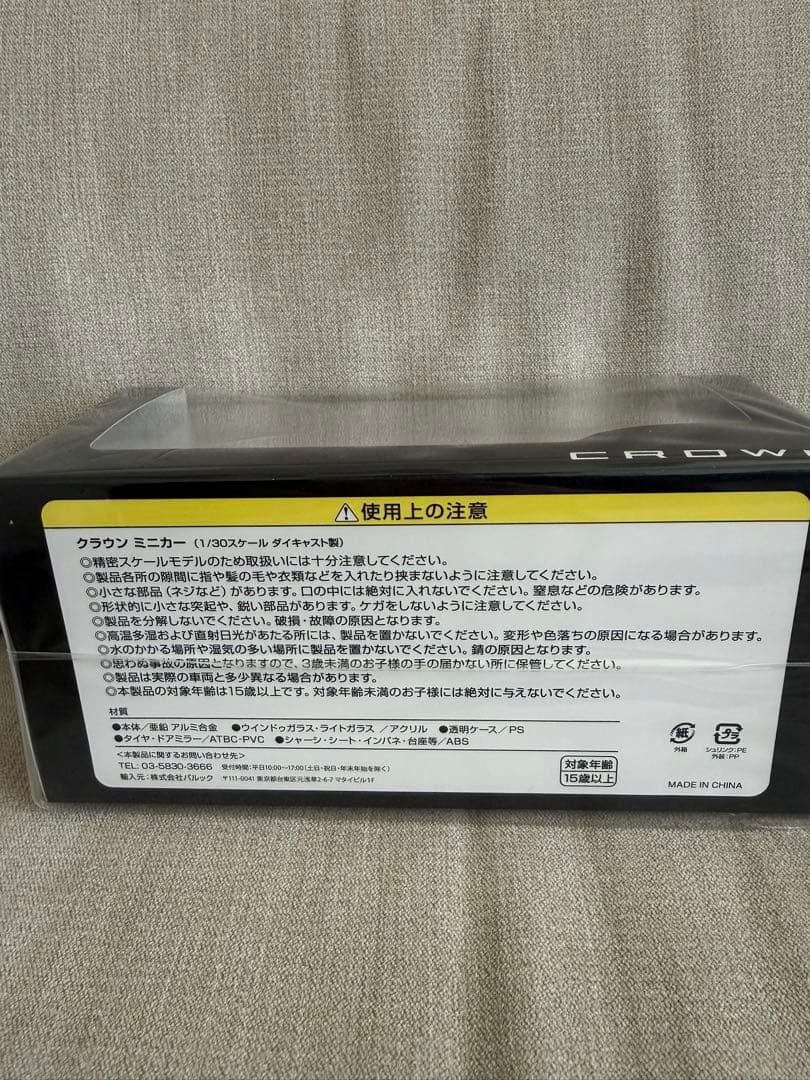 CROW
⚠使用上の注意
クラウン ミニカー（1/30スケール ダイキャスト製）
◎精密スケールモデルのため取扱いには十分注意してください。
◎製品各所の隙間に指や髪の毛や衣類などを入れたり挟まないように注意してください。
◎小さな部品（ネジなど）があります。口の中には絶対に入れないでください。窒息などの危険があります。
◎形状的に小さな突起や、鋭い部品があります。ケガをしないように注意してください。
◎製品を分解しないでください。破損・故障の原因となります。
◎高温多湿および直射日光があたる所には、製品を置かないでください。変形や色落ちの原因になる場合があります。
◎水のかかる場所や湿気の多い場所に製品を置かないでください。錆の原因となります。
◎思わぬ事故の原因となりますので、3歳未満のお子様の手の届かない所に保管してください。
◎製品は実際の車両と多少異なる場合があります。
◎本製品の対象年齢は15歳以上です。対象年齢未満のお子様には絶対に与えないでください。
材質
●本体／亜鉛 アルミ合金 ●ウインドゥガラス・ライトガラス ／アクリル ●透明ケース／PS
●タイヤ・ドアミラー／ATBC-PVC ●シャーシ・シート・インパネ・台座等／ABS
＜本製品に関するお問い合わせ先＞
TEL: 03-5830-3666 受付時間：平日10:00〜17:00（土・祝日・年末年始を除く）
輸入元：株式会社バルック 〒111-0041 東京都台東区元浅草2-6-7 マタイビル1F
対象年齢
15歳以上
紙
外箱
プラ
シュリンク：PE
外装：PP
MADE IN CHINA